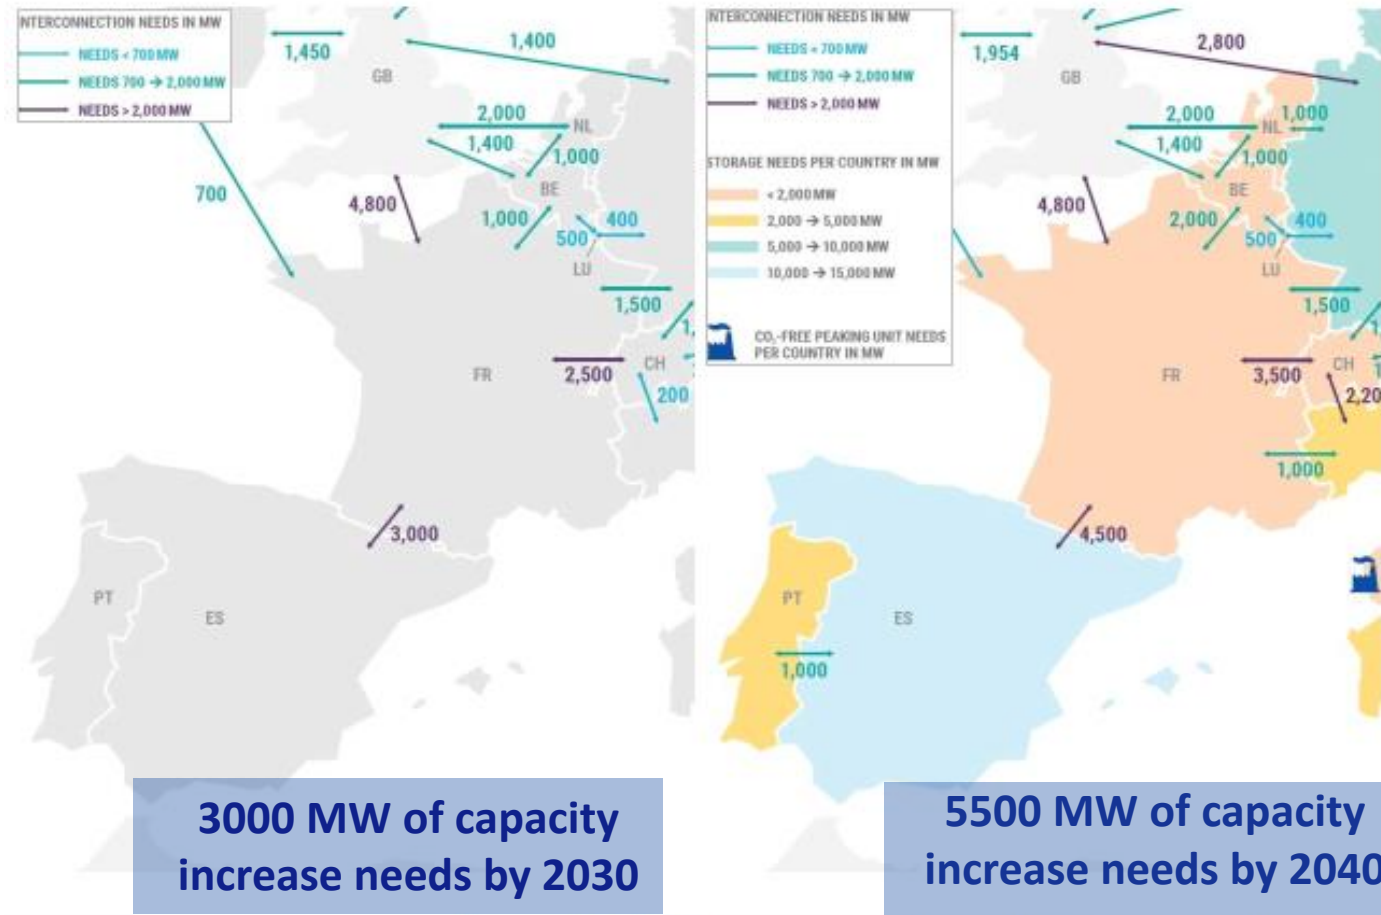 NTERCONNECTION NEEDS IN MW
NEEDS < 700 MW
NEEDS 700 → 2,000 MW
NEEDS > 2,000 MW
1,450
1,400
GB
2,000
NL
1,400
1,000
700
BE
4,800
1,000
400
500
LU
1,500
1,
FR
2,500
CH
200
3,000
PT
ES
3000 MW of capacity
increase needs by 2030
NTERCONNECTION NEEDS IN MW
NEEDS < 700 MW
NEEDS 700 → 2,000 MW
NEEDS > 2,000 MW
STORAGE NEEDS PER COUNTRY IN MW
< 2,000 MW
2,000 → 5,000 MW
5,000 → 10,000 MW
10,000 → 15,000 MW
CO₂-FREE PEAKING UNIT NEEDS
PER COUNTRY IN MW
1,954
2,800
GB
2,000
NL
1,000
1,400
1,000
BE
4,800
2,000
400
500
LU
1,500
FR
3,500
CH
2,20
1,000
4,500
PT
ES
1,000
5500 MW of capacity
increase needs by 2040